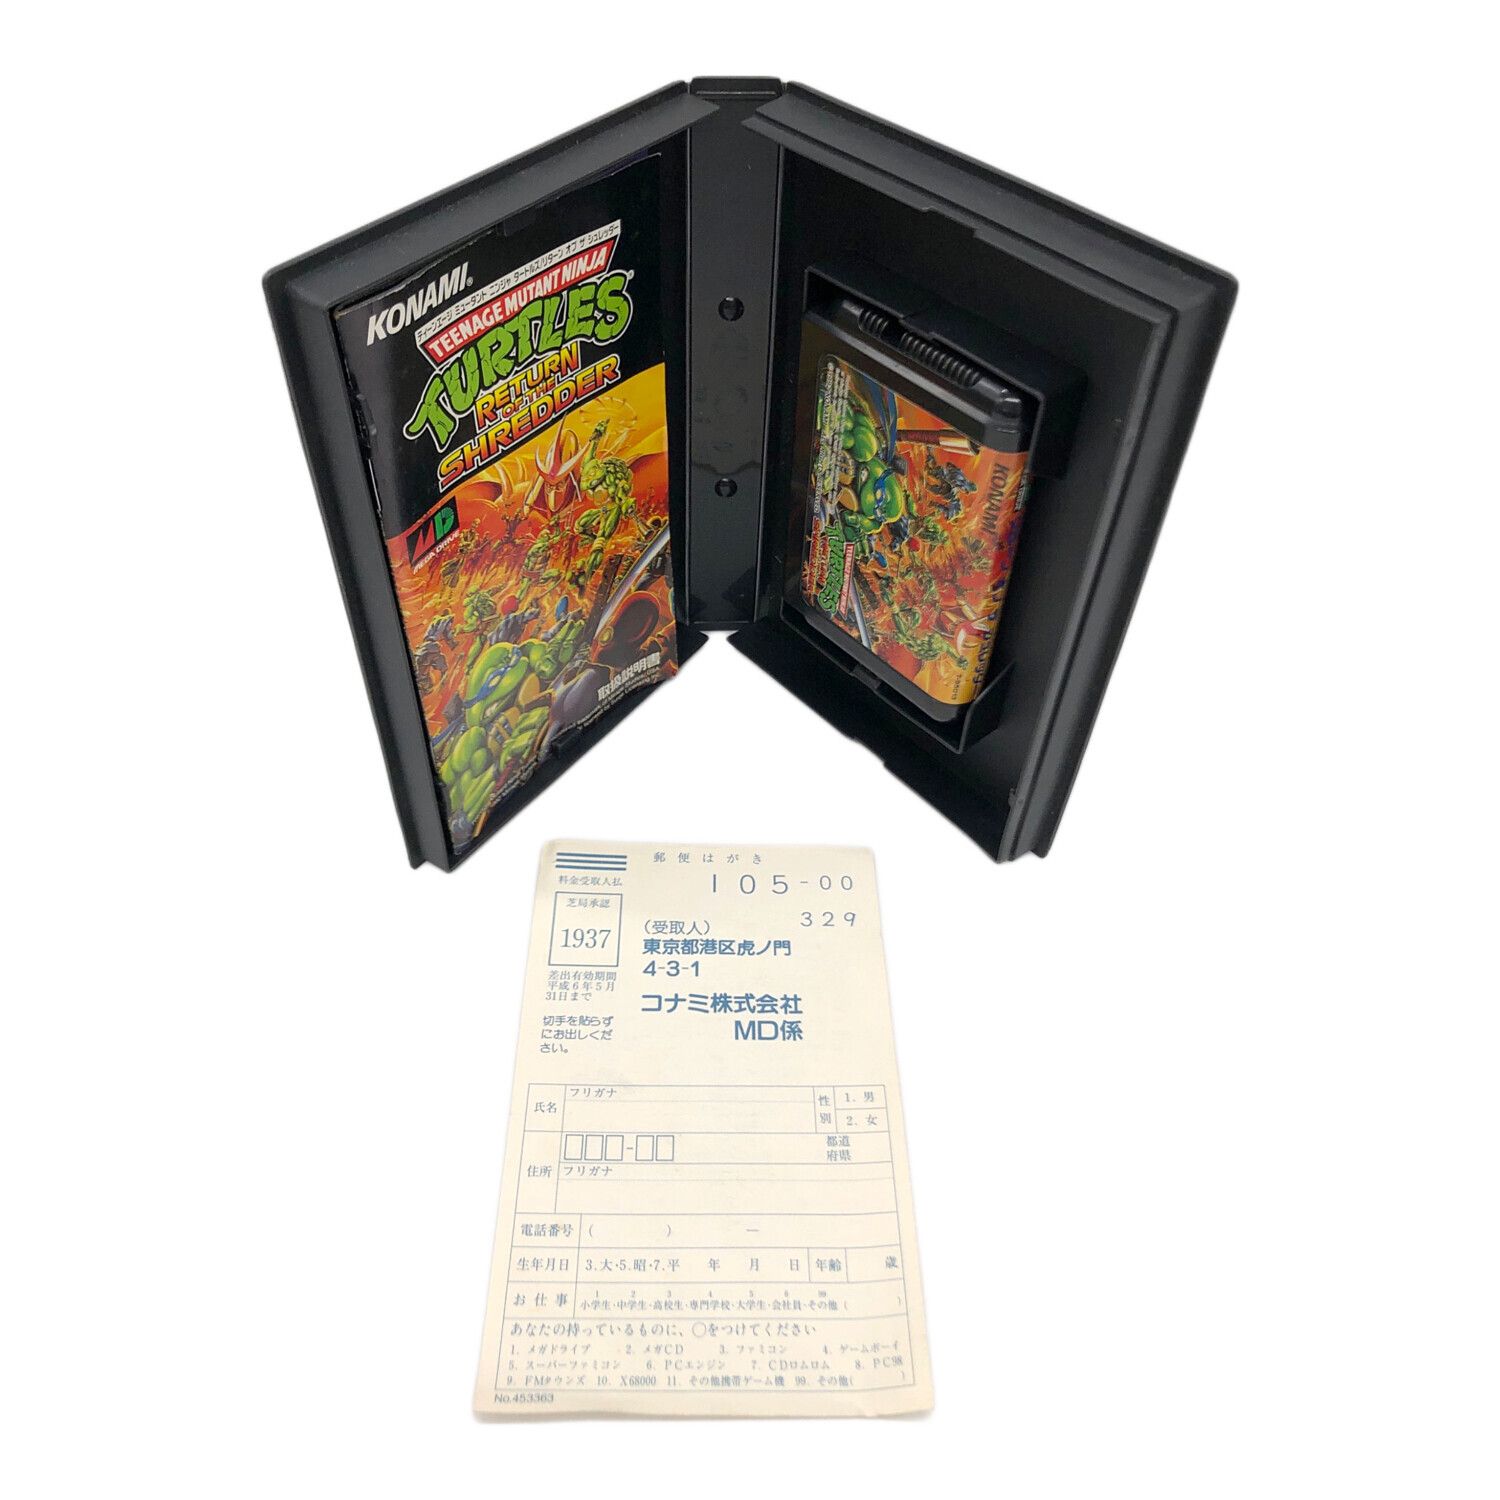 KONAMI®
ティーンエージ ミュータント ニンジャ タートルズ/リターン オブ ザ シュレッダー
TEENAGE MUTANT NINJA
TURTLES
RETURN
OF THE
SHREDDER
MD
MEGA DRIVE
取扱説明書
KONAMI
TURTLES
T-95013
郵便はがき
料金受取人払
105-00
芝局承認
1937
329
(受取人)
東京都港区虎ノ門
4-3-1
差出有効期間
平成6年5月
31日まで
コナミ株式会社
MD係
切手を貼らず
にお出しくだ
さい。
フリガナ
氏名
性別
1. 男
2. 女
都道
府県
住所
フリガナ
電話番号 ( ) ー
生年月日 3.大・5.昭・7.平 年 月 日 年齢 歳
1 2 3 4 5 6 99
お仕事 小学生・中学生・高校生・専門学校・大学生・会社員・その他 ( )
あなたの持っているものに、○をつけてください
1. メガドライブ 2. メガCD 3. ファミコン 4. ゲームボーイ
5. スーパーファミコン 6. PCエンジン 7. CDロムロム 8. PC98
9. FMタウンズ 10. X68000 11. その他携帯ゲーム機 99. その他( )
No.453363